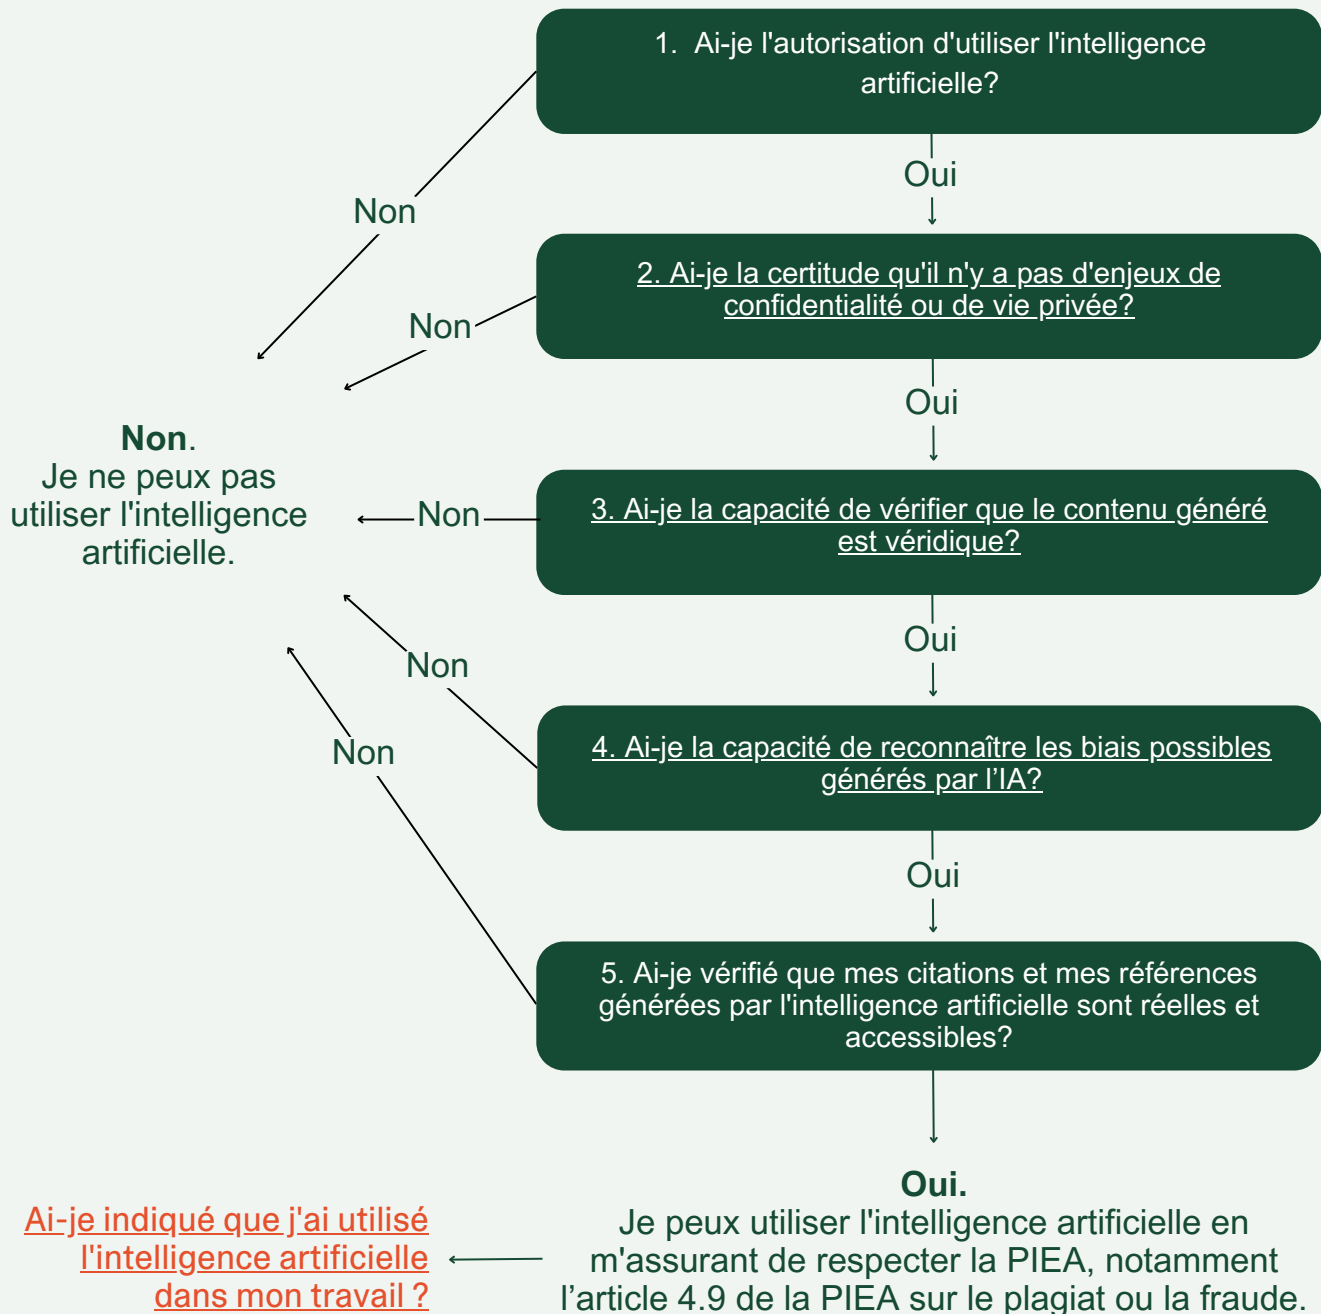 1. Ai-je l'autorisation d'utiliser l'intelligence
artificielle?
Non
Oui
2. Ai-je la certitude qu'il n'y a pas d'enjeux de
confidentialité ou de vie privée?
Non
Oui
Non.
Je ne peux pas
utiliser l'intelligence
artificielle.
3. Ai-je la capacité de vérifier que le contenu généré
est véridique?
Non
Oui
4. Ai-je la capacité de reconnaître les biais possibles
générés par l’IA?
Non
Oui
5. Ai-je vérifié que mes citations et mes références
générées par l'intelligence artificielle sont réelles et
accessibles?
Non
Oui.
Je peux utiliser l'intelligence artificielle en
m'assurant de respecter la PIEA, notamment
l’article 4.9 de la PIEA sur le plagiat ou la fraude.
Ai-je indiqué que j'ai utilisé
l'intelligence artificielle
dans mon travail ?